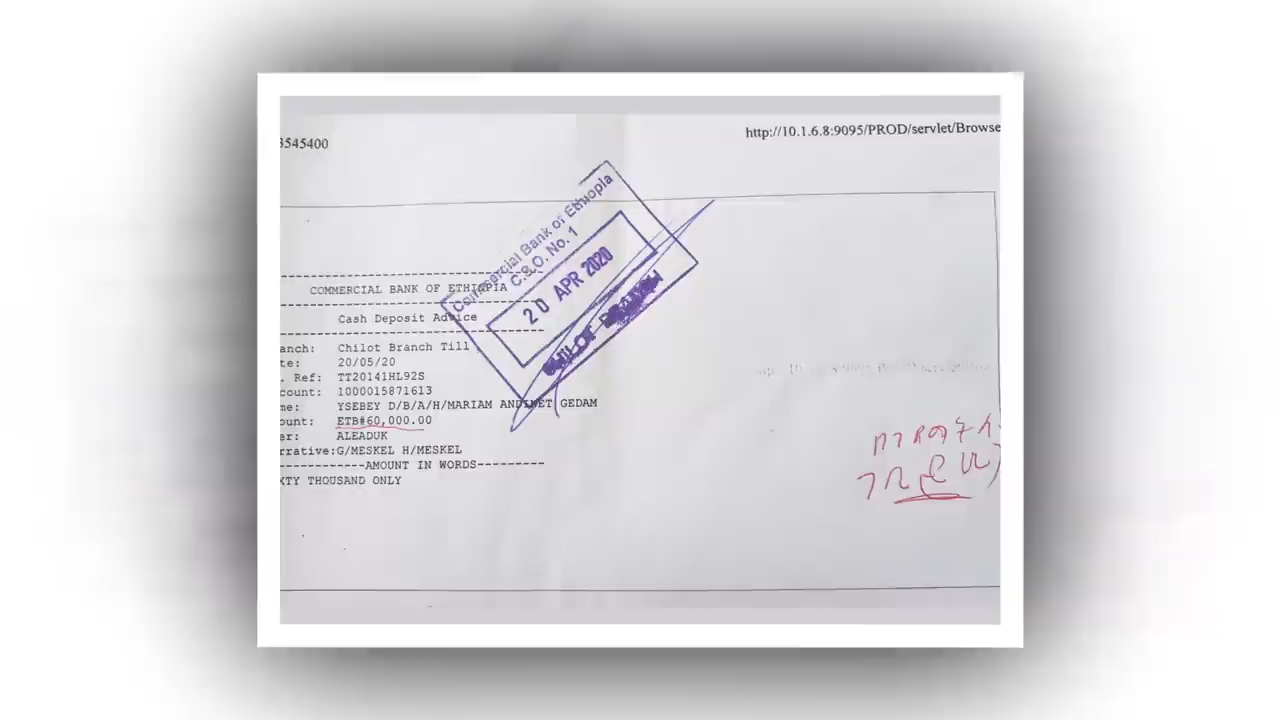 3545400
http://10.1.6.8:9095/PROD/servlet/Browse
Commercial Bank of Ethiopia
C.S.O. No. 1
20 APR 2020
CHILOT
COMMERCIAL BANK OF ETHIOPIA
Cash Deposit Advice
anch: Chilot Branch Till
te: 20/05/20
. Ref: TT20141HL92S
count: 1000015871613
me: YSEBEY D/B/A/H/MARIAM ANDINET GEDAM
ount: ETB#60,000.00
er: ALEADUK
rrative:G/MESKEL H/MESKEL
AMOUNT IN WORDS
XTY THOUSAND ONLY